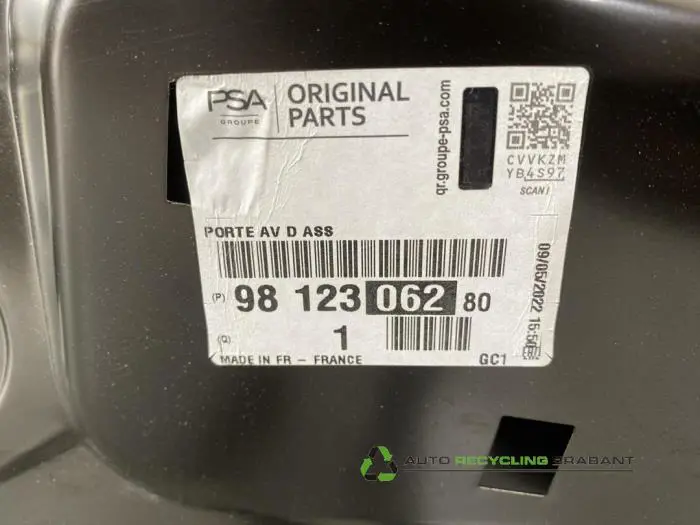 PSA
GROUPE
ORIGINAL
PARTS
qr.groupe-psa.com
CVVKZM
YB4S97
SCAN!
PORTE AV D ASS
(P) 98 123 062 80
(Q) 1
MADE IN FR - FRANCE
GC1
09/05/2022 15:50
AUTO RECYCLING BRABANT